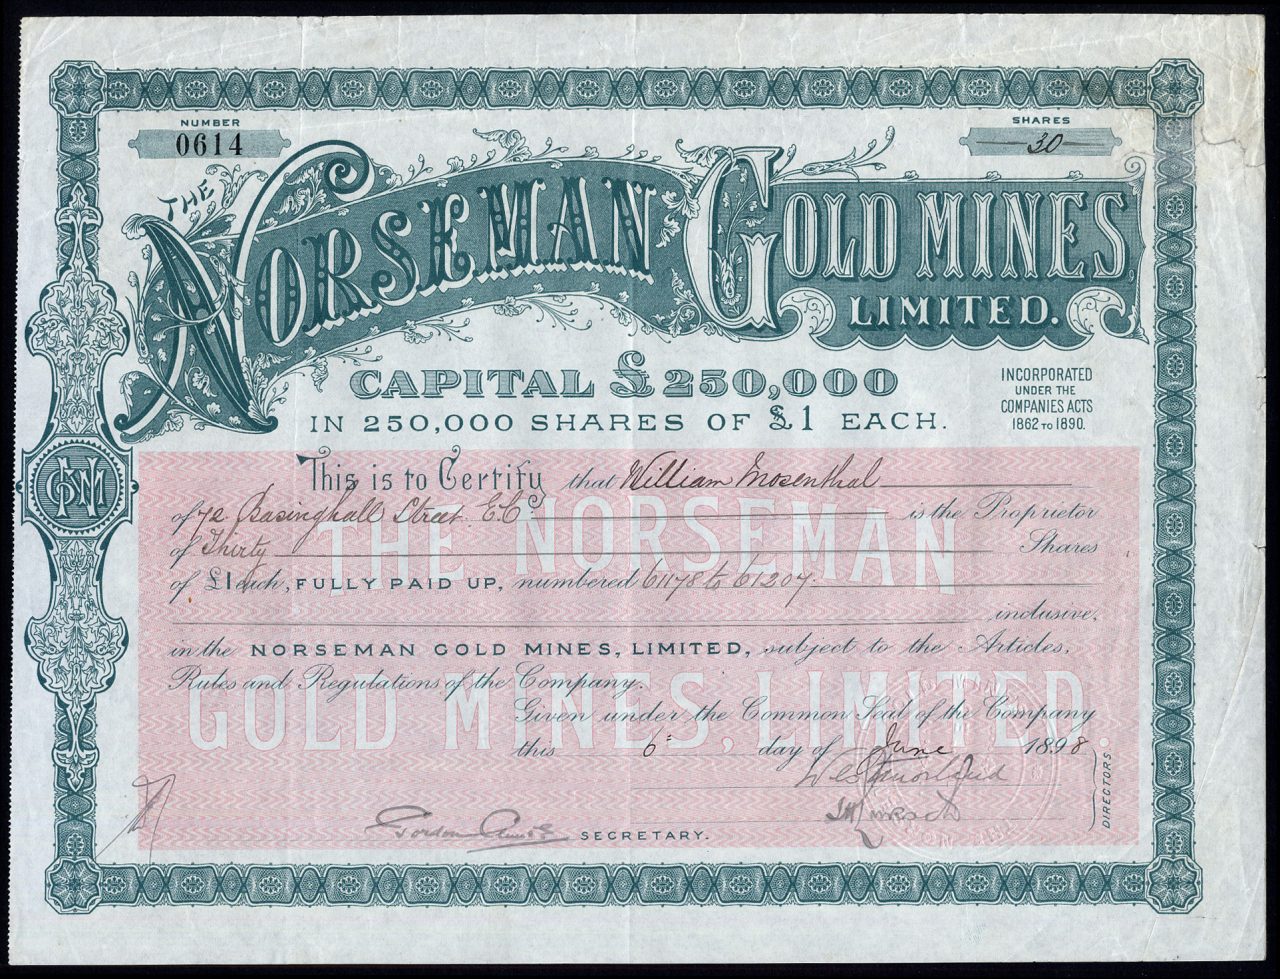 NUMBER
0614
SHARES
30
THE
NORSEMAN GOLD MINES,
LIMITED.
CAPITAL £250,000
IN 250,000 SHARES OF £1 EACH.
INCORPORATED
UNDER THE
COMPANIES ACTS
1862 TO 1890.
GNM
This is to Certify that William Mosenthal
of 72 Basinghall Street E.C. is the Proprietor
of Thirty Shares
of £1 each, FULLY PAID UP, numbered 61178 to 61207.
inclusive,
in the NORSEMAN GOLD MINES, LIMITED, subject to the Articles,
Rules and Regulations of the Company.
Given under the Common Seal of the Company
this 6th day of June 1898
THE NORSEMAN
GOLD MINES, LIMITED.
DIRECTORS
Gordon
SECRETARY.